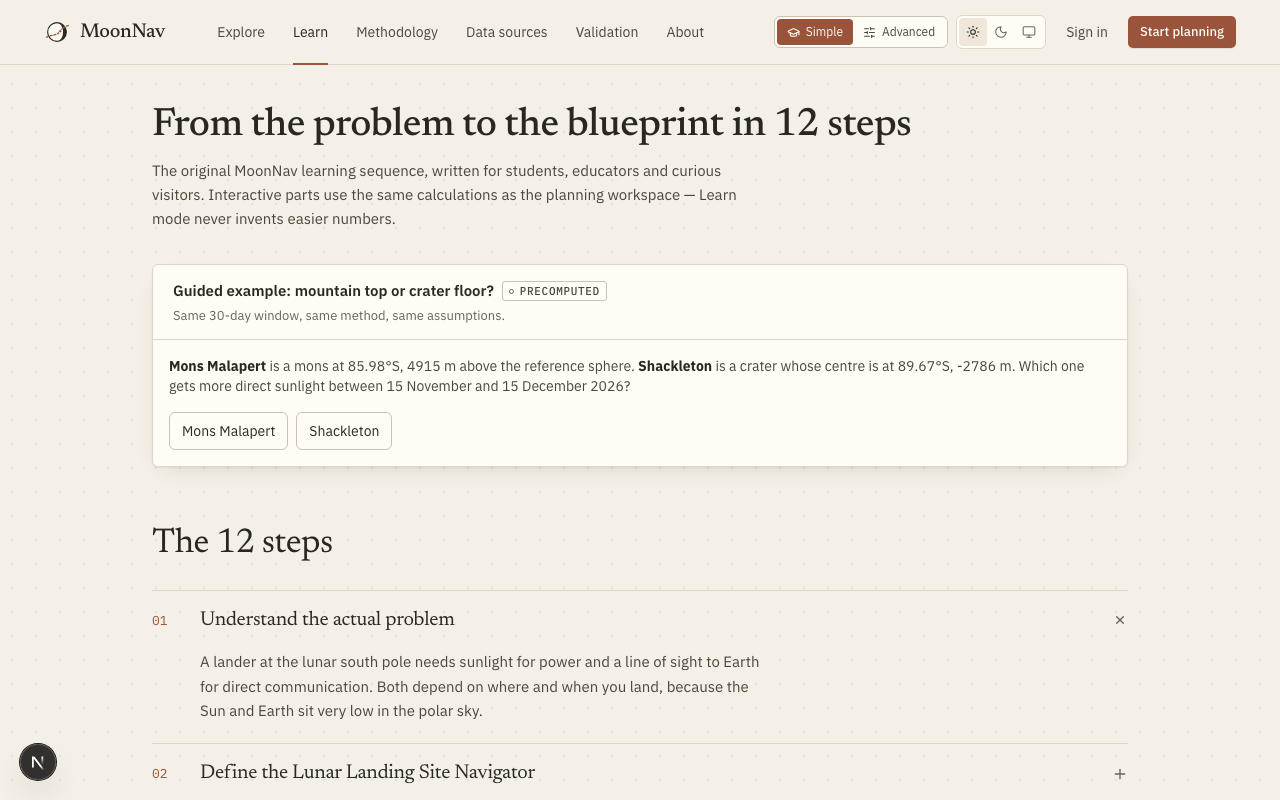 MoonNav
Explore
Learn
Methodology
Data sources
Validation
About
Simple
Advanced
Sign in
Start planning
From the problem to the blueprint in 12 steps
The original MoonNav learning sequence, written for students, educators and curious
visitors. Interactive parts use the same calculations as the planning workspace — Learn
mode never invents easier numbers.
Guided example: mountain top or crater floor?
PRECOMPUTED
Same 30-day window, same method, same assumptions.
Mons Malapert is a mons at 85.98°S, 4915 m above the reference sphere. Shackleton is a crater whose centre is at 89.67°S, -2786 m. Which one
gets more direct sunlight between 15 November and 15 December 2026?
Mons Malapert
Shackleton
The 12 steps
01
Understand the actual problem
A lander at the lunar south pole needs sunlight for power and a line of sight to Earth
for direct communication. Both depend on where and when you land, because the
Sun and Earth sit very low in the polar sky.
02
Define the Lunar Landing Site Navigator
N